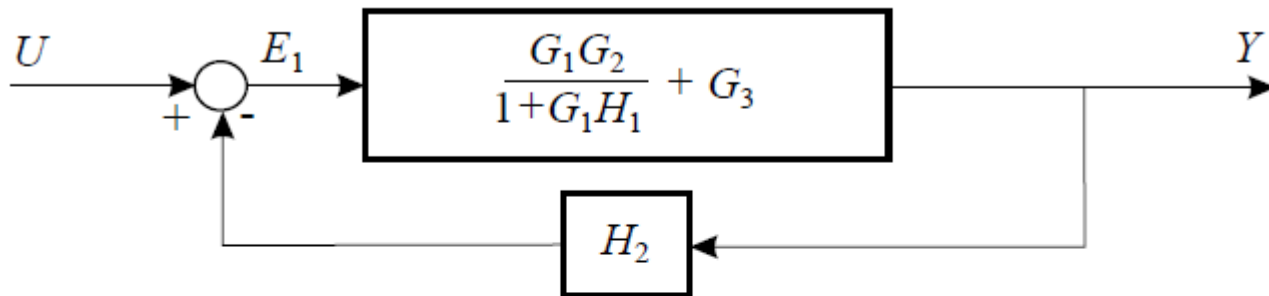 U
E₁
G₁G₂
1+G₁H₁
+ G₃
Y
+
-
H₂